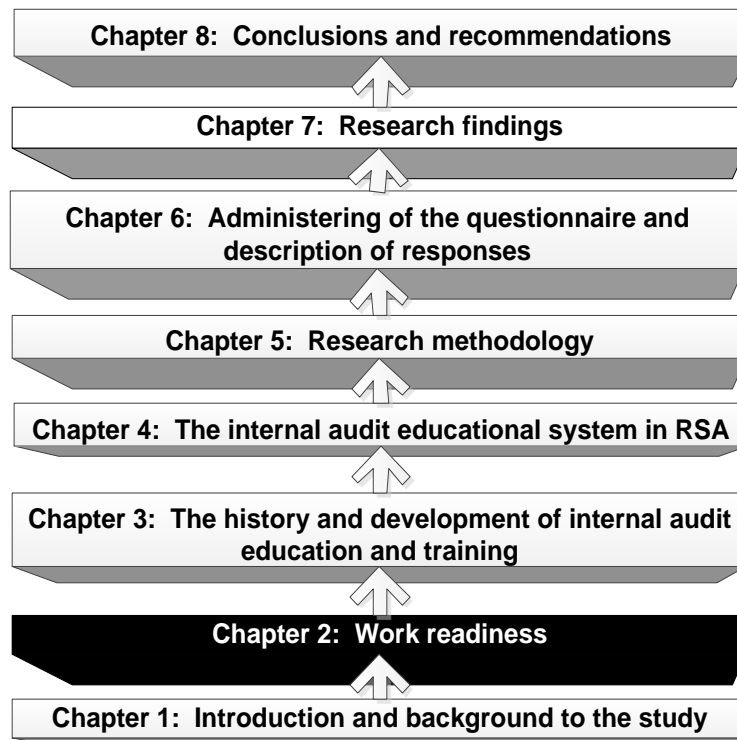 Chapter 8: Conclusions and recommendations
Chapter 7: Research findings
Chapter 6: Administering of the questionnaire and
description of responses
Chapter 5: Research methodology
Chapter 4: The internal audit educational system in RSA
Chapter 3: The history and development of internal audit
education and training
Chapter 2: Work readiness
Chapter 1: Introduction and background to the study